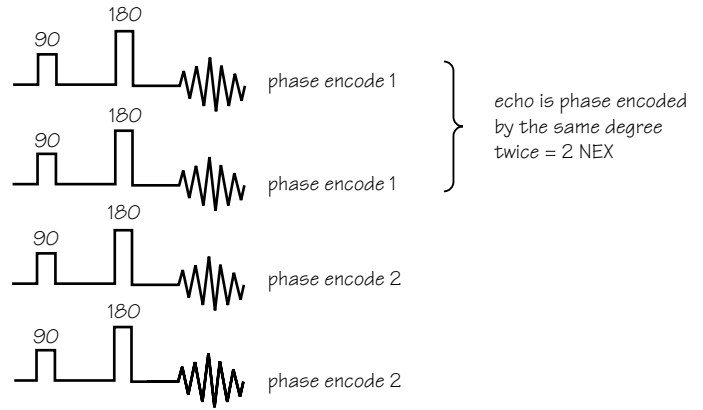 180
90
phase encode 1
echo is phase encoded
by the same degree
twice = 2 NEX
180
90
phase encode 1
180
90
phase encode 2
180
90
phase encode 2